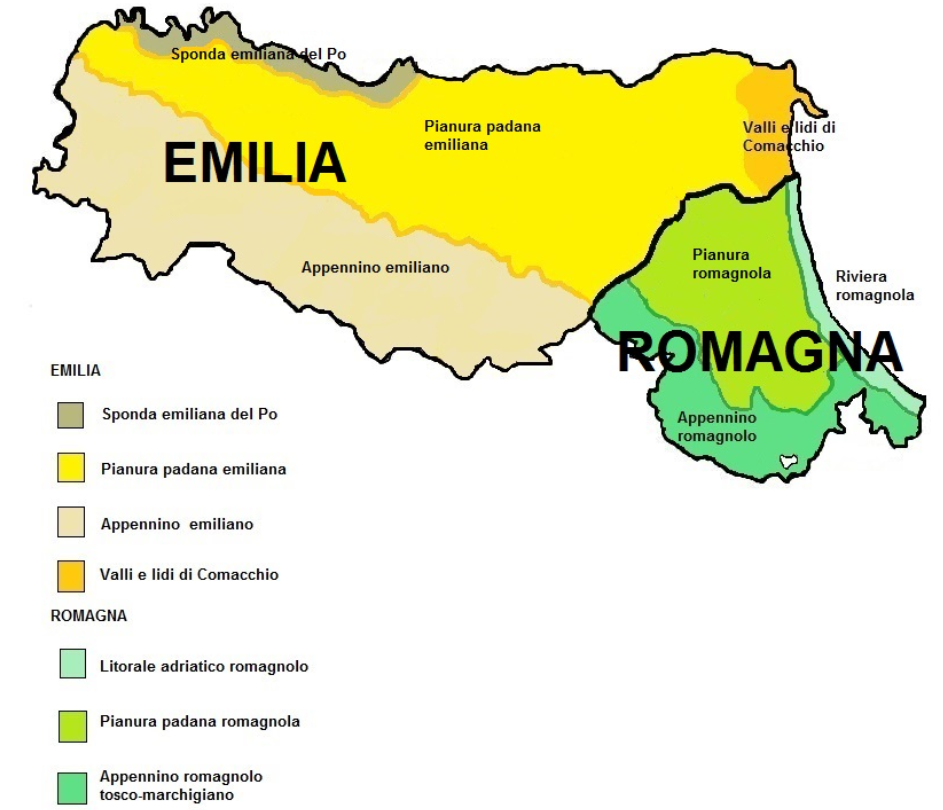 Sponda emiliana del Po
Pianura padana
emiliana
Valli e lidi di
Comacchio
EMILIA
Appennino emiliano
Pianura
romagnola
Riviera
romagnola
ROMAGNA
Appennino
romagnolo
EMILIA
Sponda emiliana del Po
Pianura padana emiliana
Appennino emiliano
Valli e lidi di Comacchio
ROMAGNA
Litorale adriatico romagnolo
Pianura padana romagnola
Appennino romagnolo
tosco-marchigiano